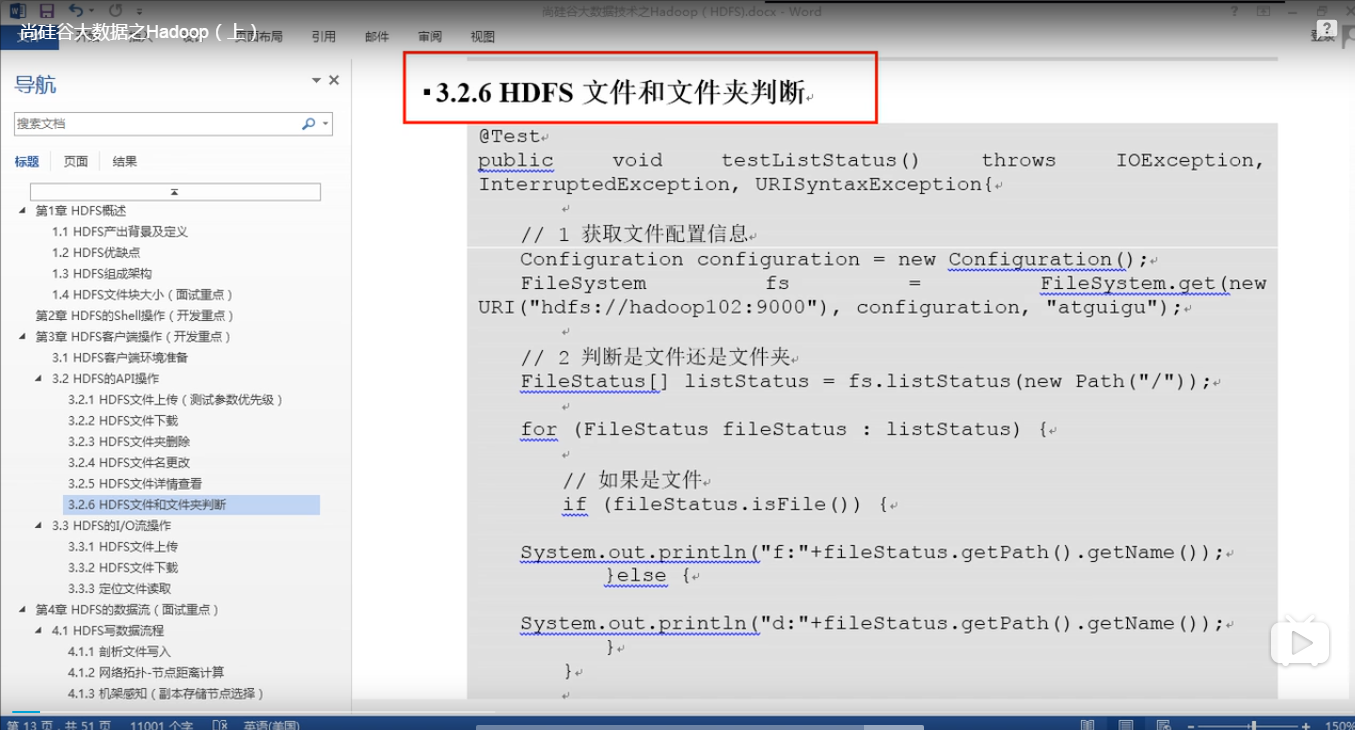 尚硅谷大数据技术之Hadoop（HDFS).docx - Word
尚硅谷大数据之Hadoop（上）
页面布局 引用 邮件 审阅 视图
登录
导航
搜索文档
标题 页面 结果
第1章 HDFS概述
1.1 HDFS产出背景及定义
1.2 HDFS优缺点
1.3 HDFS组成架构
1.4 HDFS文件块大小（面试重点）
第2章 HDFS的Shell操作（开发重点）
第3章 HDFS客户端操作（开发重点）
3.1 HDFS客户端环境准备
3.2 HDFS的API操作
3.2.1 HDFS文件上传（测试参数优先级）
3.2.2 HDFS文件下载
3.2.3 HDFS文件夹删除
3.2.4 HDFS文件名更改
3.2.5 HDFS文件详情查看
3.2.6 HDFS文件和文件夹判断
3.3 HDFS的I/O流操作
3.3.1 HDFS文件上传
3.3.2 HDFS文件下载
3.3.3 定位文件读取
第4章 HDFS的数据流（面试重点）
4.1 HDFS写数据流程
4.1.1 剖析文件写入
4.1.2 网络拓扑-节点距离计算
4.1.3 机架感知（副本存储节点选择）
3.2.6 HDFS 文件和文件夹判断
@Test
public void testListStatus() throws IOException,
InterruptedException, URISyntaxException{
// 1 获取文件配置信息
Configuration configuration = new Configuration();
FileSystem fs = FileSystem.get(new
URI("hdfs://hadoop102:9000"), configuration, "atguigu");
// 2 判断是文件还是文件夹
FileStatus[] listStatus = fs.listStatus(new Path("/"));
for (FileStatus fileStatus : listStatus) {
// 如果是文件
if (fileStatus.isFile()) {
System.out.println("f:"+fileStatus.getPath().getName());
}else {
System.out.println("d:"+fileStatus.getPath().getName());
}
}
第 13 页，共 51 页 11001 个字 英语(美国)
150%